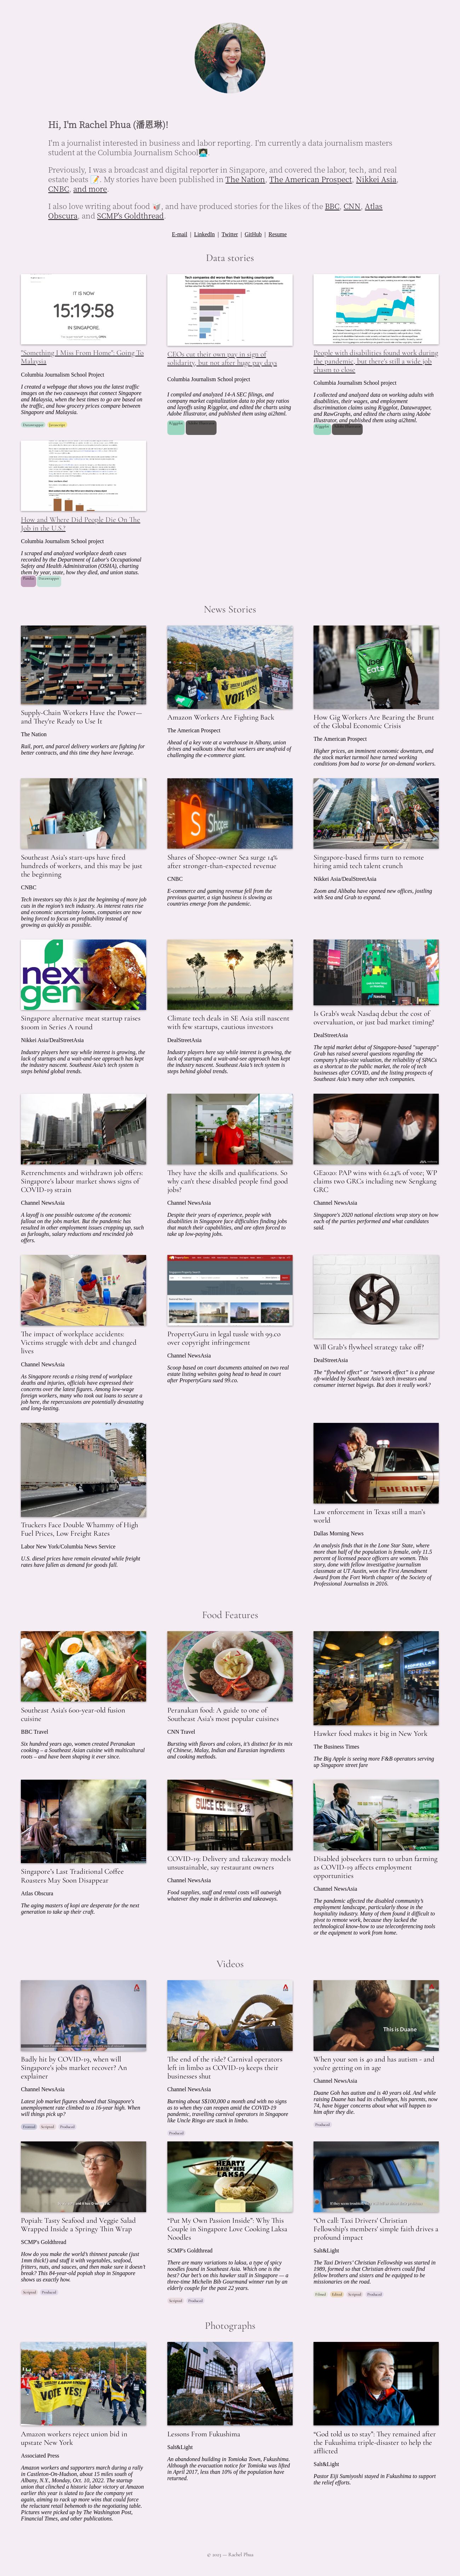 Hi, I'm Rachel Phua (潘恩琳)!
I'm a journalist interested in business and labor reporting. I'm currently a data journalism masters
student at the Columbia Journalism School👩🏻‍💻.
Previously, I was a broadcast and digital reporter in Singapore, and covered the labor, tech, and real
estate beats 📝. My stories have been published in The Nation, The American Prospect, Nikkei Asia,
CNBC, and more.
I also love writing about food 🥡, and have produced stories for the likes of the BBC, CNN, Atlas
Obscura, and SCMP's Goldthread.
E-mail | LinkedIn | Twitter | GitHub | Resume
Data stories
IT IS NOW
15:19:58
IN SINGAPORE.
"Something I Miss From Home": Going To
Malaysia
Columbia Journalism School Project
I created a webpage that captures the latest traffic
images on the two causeways that connect Singapore
and Malaysia, when the best times to go are based on
the traffic, and how grocery prices compare between
Singapore and Malaysia.
Datawrapper Javascript
Tech companies did worse than their banking counterparts
CEOs cut their own pay in sign of
solidarity, but not after huge pay days
Columbia Journalism School project
I compiled and analyzed 14-A SEC filings, and
company market capitalization data to plot pay ratios
and layoffs using R/ggplot, edited the charts using
Adobe Illustrator, and published them using ai2html.
R/ggplot
People with disabilities found work during
the pandemic, but there's still a wide job
chasm to close
Columbia Journalism School project
I collected and analyzed data on working adults with
disabilities, their wages, and employment
discrimination claims using R/ggplot, Datawrapper,
and RawGraphs, and edited the charts using Adobe
Illustrator, and published them using ai2html.
R/ggplot
How and Where Did People Die On The
Job in the U.S.?
Columbia Journalism School project
I scraped and analyzed workplace death cases
recorded by the Department of Labor's Occupational
Safety and Health Administration (OSHA), charting
them by year, state, how they died, and union status.
Pandas Datawrapper
News Stories
Supply-Chain Workers Have the Power—
and They're Ready to Use It
The Nation
Rail, port, and parcel delivery workers are fighting for
better contracts, and this time they have leverage.
VOTE YES!
Amazon Workers Are Fighting Back
The American Prospect
Ahead of a key vote at a warehouse in Albany, union
drives and walkouts show that workers are unafraid of
challenging the e-commerce giant.
Uber
Eats
How Gig Workers Are Bearing the Brunt
of the Global Economic Crisis
The American Prospect
Higher prices, an imminent economic downturn, and
the stock market turmoil have turned working
conditions from bad to worse for on-demand workers.
Southeast Asia's start-ups have fired
hundreds of workers, and this may be just
the beginning
CNBC
Tech investors say this is just the beginning of more job
cuts in the region's tech industry. As interest rates rise
and economic uncertainty looms, companies are now
being forced to focus on profitability instead of
growing as quickly as possible.
Shopee
Shares of Shopee-owner Sea surge 14%
after stronger-than-expected revenue
CNBC
E-commerce and gaming revenue fell from the
previous quarter, a sign business is slowing as
countries emerge from the pandemic.
Singapore-based firms turn to remote
hiring amid tech talent crunch
Nikkei Asia/DealStreetAsia
Zoom and Alibaba have opened new offices, jostling
with Sea and Grab to expand.
next
gen
Singapore alternative meat startup raises
$100m in Series A round
Nikkei Asia/DealStreetAsia
Industry players here say while interest is growing, the
lack of startups and a wait-and-see approach has kept
the industry nascent. Southeast Asia's tech system is
steps behind global trends.
Climate tech deals in SE Asia still nascent
with few startups, cautious investors
DealStreetAsia
Industry players here say while interest is growing, the
lack of startups and a wait-and-see approach has kept
the industry nascent. Southeast Asia's tech system is
steps behind global trends.
Nasdaq
Is Grab's weak Nasdaq debut the cost of
overvaluation, or just bad market timing?
DealStreetAsia
The tepid market debut of Singapore-based "superapp"
Grab has raised several questions regarding the
company's plus-size valuation, the reliability of SPACs
as a shortcut to the public market, the role of tech
businesses after COVID, and the listing prospects of
Southeast Asia's many other tech companies.
Retrenchments and withdrawn job offers:
Singapore's labour market shows signs of
COVID-19 strain
Channel NewsAsia
A layoff is one possible outcome of the economic
fallout on the jobs market. But the pandemic has
resulted in other employment issues cropping up, such
as furloughs, salary reductions and rescinded job
offers.
They have the skills and qualifications. So
why can't these disabled people find good
jobs?
Channel NewsAsia
Despite their years of experience, people with
disabilities in Singapore face difficulties finding jobs
that match their capabilities, and are often forced to
take up low-paying jobs.
GE2020: PAP wins with 61.24% of vote; WP
claims two GRCs including new Sengkang
GRC
Channel NewsAsia
Singapore's 2020 national elections wrap story on how
each of the parties performed and what candidates
said.
The impact of workplace accidents:
Victims struggle with debt and changed
lives
Channel NewsAsia
As Singapore records a rising trend of workplace
deaths and injuries, officials have expressed their
concerns over the latest figures. Among low-wage
foreign workers, many who took out loans to secure a
job here, the repercussions are potentially devastating
and long-lasting.
PropertyGuru in legal tussle with 99.co
over copyright infringement
Channel NewsAsia
Scoop based on court documents attained on two real
estate listing websites going head to head in court
after PropertyGuru sued 99.co.
Will Grab's flywheel strategy take off?
DealStreetAsia
The "flywheel effect" or "network effect" is a phrase
oft-wielded by Southeast Asia's tech investors and
consumer internet bigwigs. But does it really work?
Truckers Face Double Whammy of High
Fuel Prices, Low Freight Rates
Labor New York/Columbia News Service
U.S. diesel prices have remain elevated while freight
rates have fallen as demand for goods fall.
SHERIFF
Law enforcement in Texas still a man's
world
Dallas Morning News
An analysis finds that in the Lone Star State, where
more than half of the population is female, only 11.5
percent of licensed peace officers are women. This
story, done with fellow investigative journalism
classmate at UT Austin, won the First Amendment
Award from the Fort Worth chapter of the Society of
Professional Journalists in 2016.
Food Features
Southeast Asia's 600-year-old fusion
cuisine
BBC Travel
Six hundred years ago, women created Peranakan
cooking – a Southeast Asian cuisine with multicultural
roots – and have been shaping it ever since.
Peranakan food: A guide to one of
Southeast Asia's most popular cuisines
CNN Travel
Bursting with flavors and colors, it's distinct for its mix
of Chinese, Malay, Indian and Eurasian ingredients
and cooking methods.
Hawker food makes it big in New York
The Business Times
The Big Apple is seeing more F&B operators serving
up Singapore street fare
Singapore's Last Traditional Coffee
Roasters May Soon Disappear
Atlas Obscura
The aging masters of kopi are desperate for the next
generation to take up their craft.
SWEE KEE
COVID-19: Delivery and takeaway models
unsustainable, say restaurant owners
Channel NewsAsia
Food supplies, staff and rental costs will outweigh
whatever they make in deliveries and takeaways.
Disabled jobseekers turn to urban farming
as COVID-19 affects employment
opportunities
Channel NewsAsia
The pandemic affected the disabled community's
employment landscape, particularly those in the
hospitality industry. Many of them found it difficult to
pivot to remote work, because they lacked the
technological know-how to use teleconferencing tools
or the equipment to work from home.
Videos
Badly hit by COVID-19, when will
Singapore's jobs market recover? An
explainer
Channel NewsAsia
Latest job market figures showed that Singapore's
unemployment rate climbed to a 16-year high. When
will things pick up?
Fronted Scripted Produced
The end of the ride? Carnival operators
left in limbo as COVID-19 keeps their
businesses shut
Channel NewsAsia
Burning about S$100,000 a month and with no signs
as to when they can reopen amid the COVID-19
pandemic, travelling carnival operators in Singapore
like Uncle Ringo are stuck in limbo.
Produced
This is Duane
When your son is 40 and has autism - and
you're getting on in age
Channel NewsAsia
Duane Goh has autism and is 40 years old. And while
raising Duane has had its challenges, his parents, now
74, have bigger concerns about what will happen to
him after they die.
Produced
Popiah: Tasty Seafood and Veggie Salad
Wrapped Inside a Springy Thin Wrap
SCMP's Goldthread
How do you make the world's thinnest pancake (just
1mm thick!) and stuff it with vegetables, seafood,
fritters, nuts, and sauces, and then make sure it doesn't
break? This 84-year-old popiah shop in Singapore
shows us exactly how.
Scripted Produced
HEARTY
LAKSA
"Put My Own Passion Inside": Why This
Couple in Singapore Love Cooking Laksa
Noodles
SCMP's Goldthread
There are many variations to laksa, a type of spicy
noodles found in Southeast Asia. Which one is the
best? Our bet's on this hawker stall in Singapore — a
three-time Michelin Bib Gourmand winner run by an
elderly couple for the past 22 years.
Scripted Produced
"On call: Taxi Drivers' Christian
Fellowship's members' simple faith drives a
profound impact
Salt&Light
The Taxi Drivers' Christian Fellowship was started in
1989, formed so that Christian drivers could find
fellow brothers and sisters and be equipped to be
missionaries on the road.
Filmed Edited Scripted Produced
Photographs
VOTE YES!
Amazon workers reject union bid in
upstate New York
Associated Press
Amazon workers and supporters march during a rally
in Castleton-On-Hudson, about 15 miles south of
Albany, N.Y., Monday, Oct. 10, 2022. The startup
union that clinched a historic labor victory at Amazon
earlier this year is slated to face the company yet
again, aiming to rack up more wins that could force
the reluctant retail behemoth to the negotiating table.
Pictures were picked up by The Washington Post,
Financial Times, and other publications.
Lessons From Fukushima
Salt&Light
An abandoned building in Tomioka Town, Fukushima.
Although the evacuation notice for Tomioka was lifted
in April 2017, less than 10% of the population have
returned.
"God told us to stay": They remained after
the Fukushima triple-disaster to help the
afflicted
Salt&Light
Pastor Eiji Sumiyoshi stayed in Fukushima to support
the relief efforts.
© 2023 — Rachel Phua